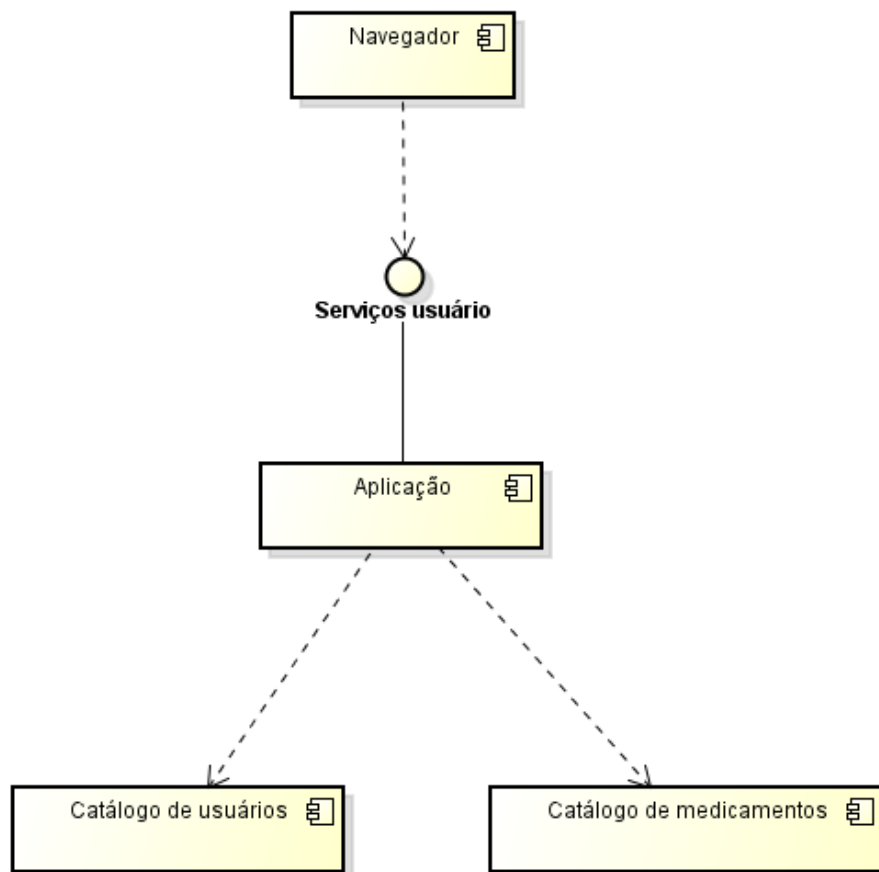 Navegador
Serviços usuário
Aplicação
Catálogo de usuários
Catálogo de medicamentos